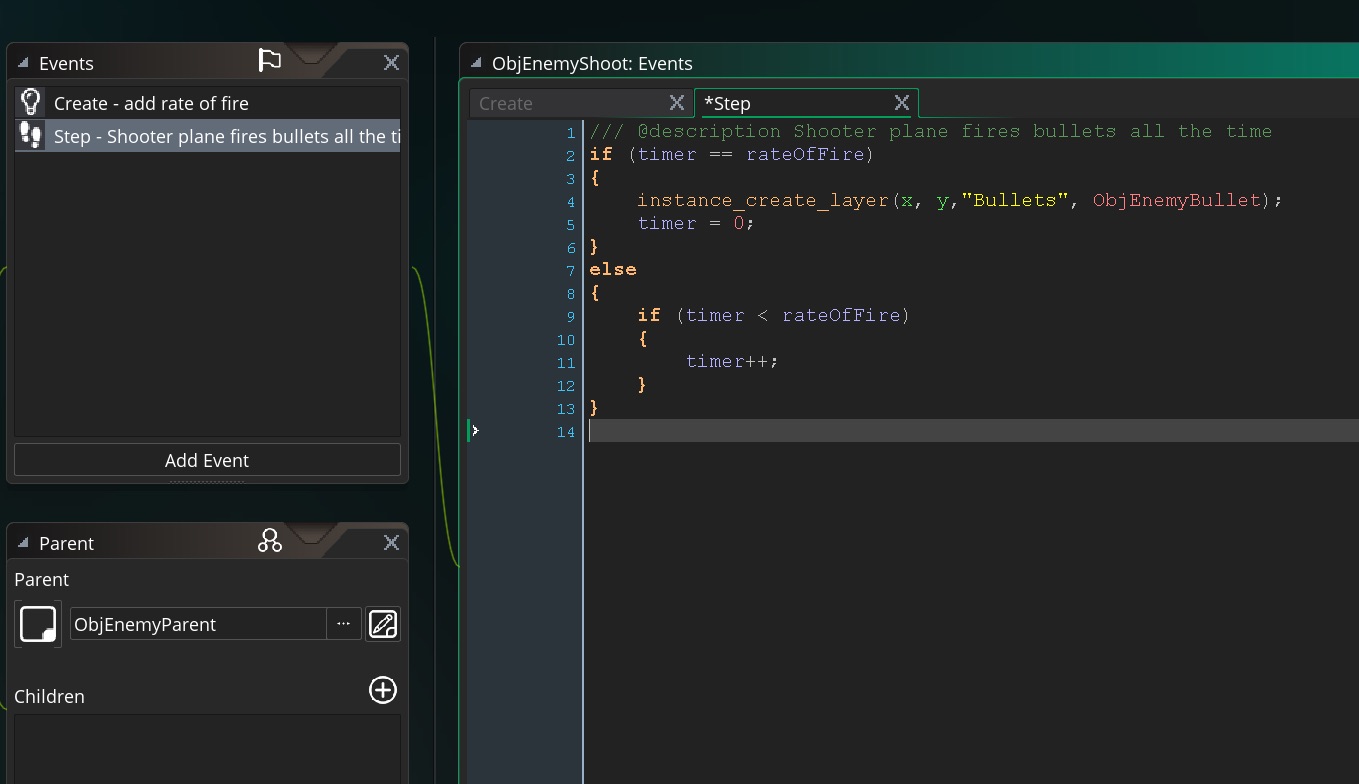 Events
Create - add rate of fire
Step - Shooter plane fires bullets all the ti
Add Event
Parent
Parent
ObjEnemyParent
...
Children
ObjEnemyShoot: Events
Create
*Step
1 /// @description Shooter plane fires bullets all the time
2 if (timer == rateOfFire)
3 {
4 instance_create_layer(x, y,"Bullets", ObjEnemyBullet);
5 timer = 0;
6 }
7 else
8 {
9 if (timer < rateOfFire)
10 {
11 timer++;
12 }
13 }
14